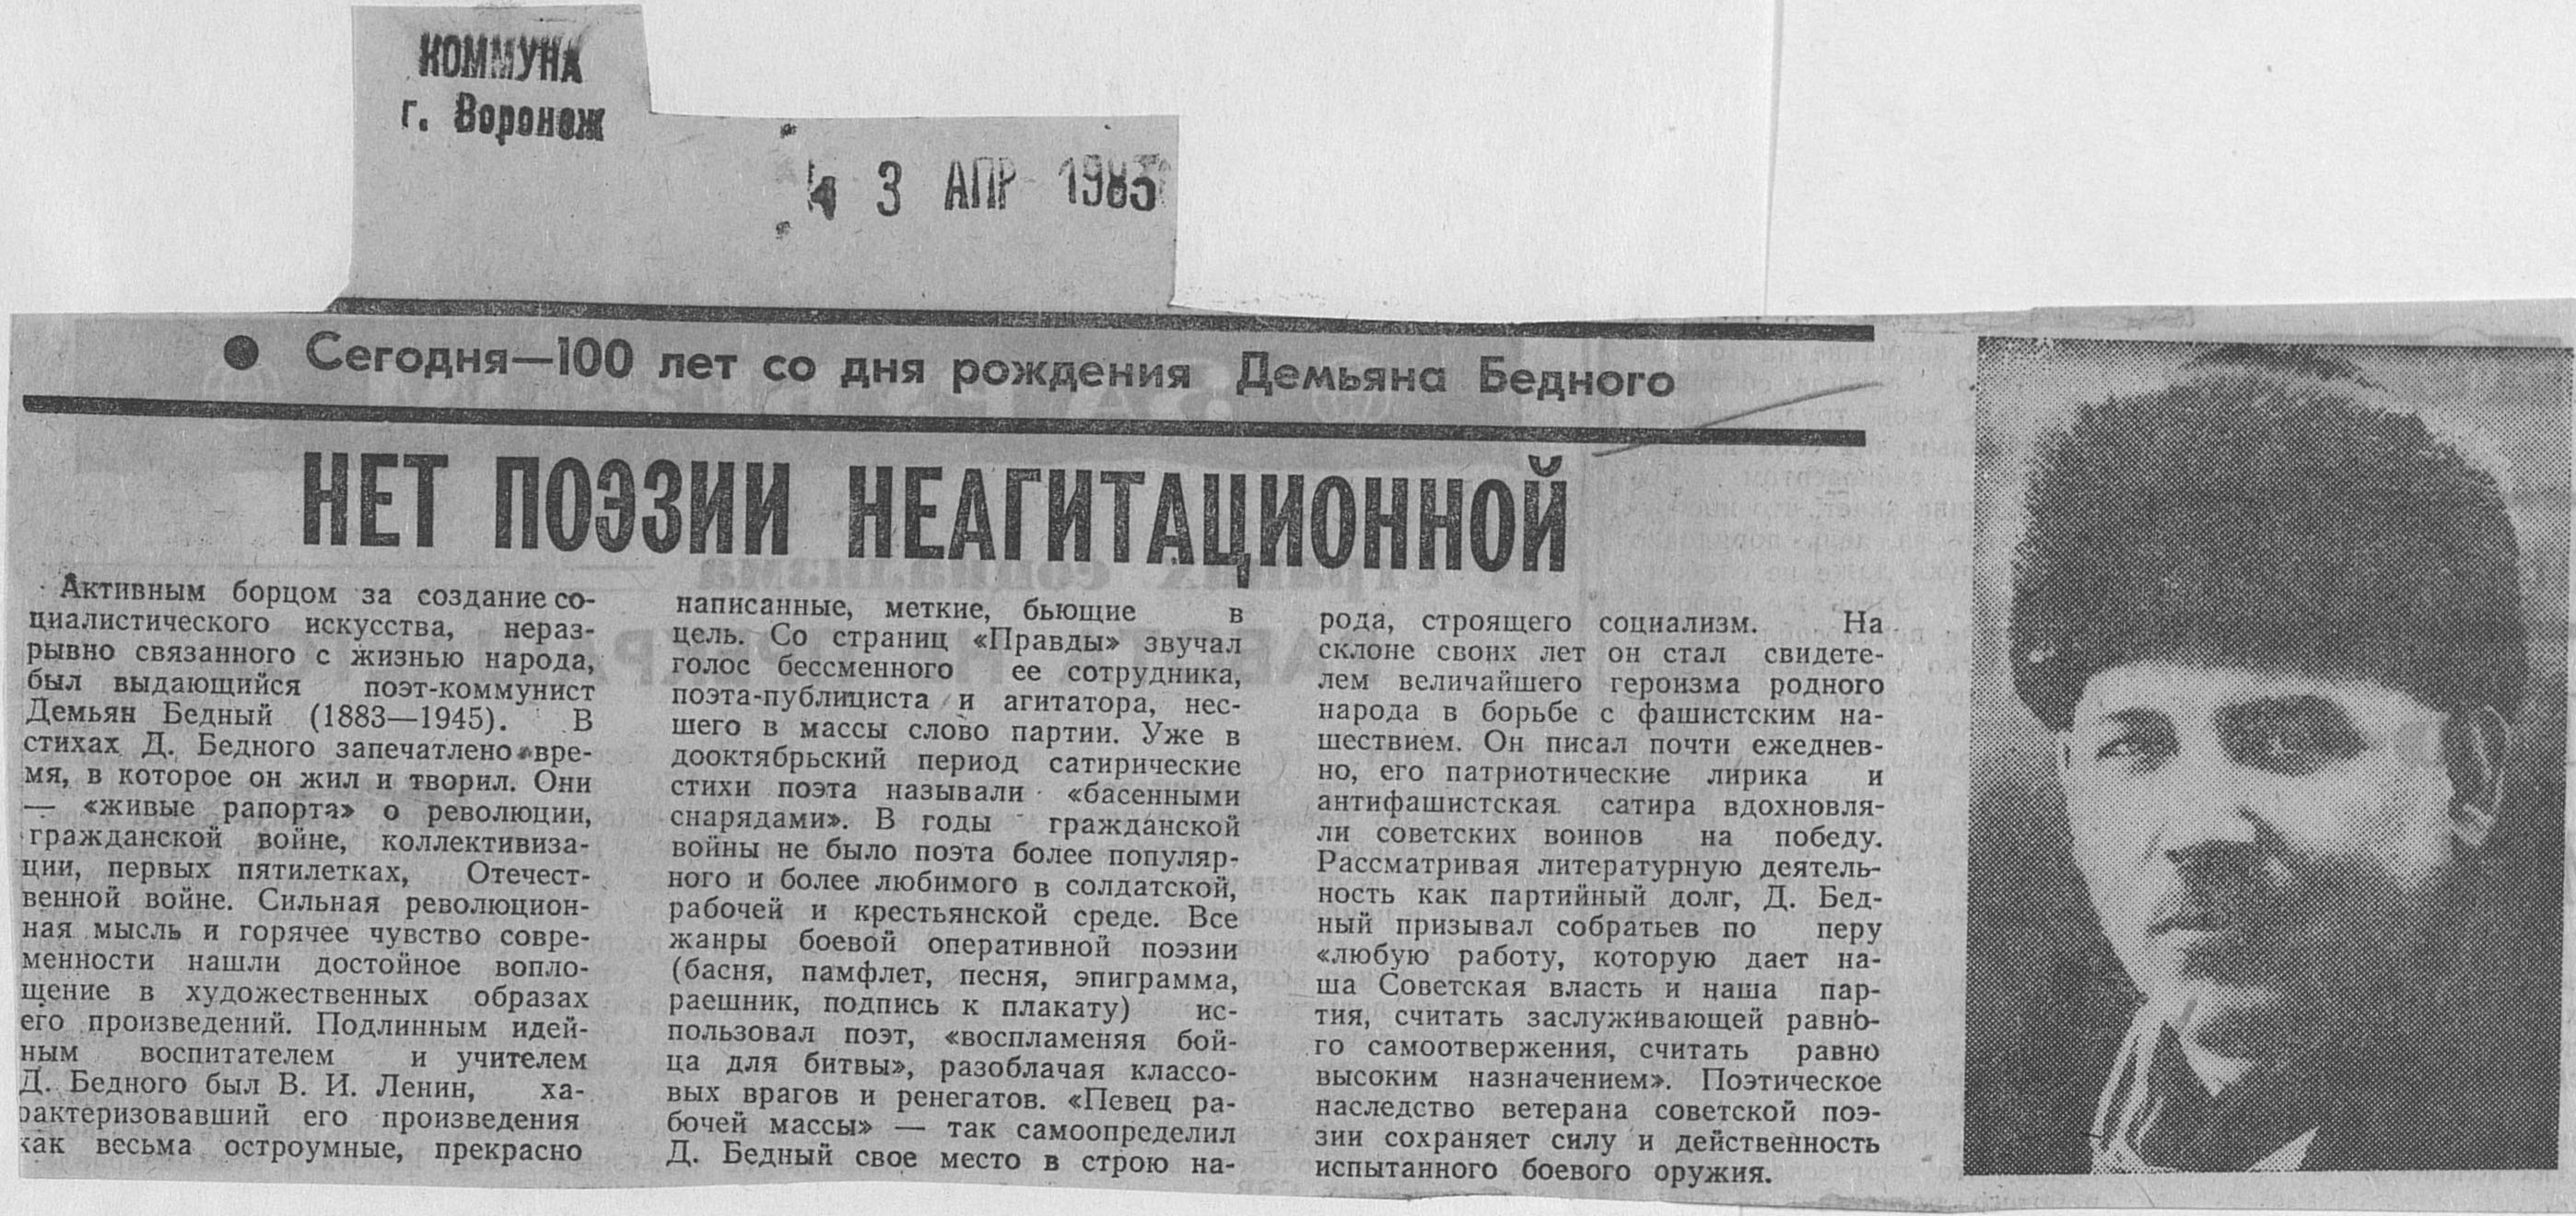 КОММУНА
г. Воронеж
3 АПР 1983
● Сегодня—100 лет со дня рождения Демьяна Бедного
НЕТ ПОЭЗИИ НЕАГИТАЦИОННОЙ
Активным борцом за создание со-
циалистического искусства, нераз-
рывно связанного с жизнью народа,
был выдающийся поэт-коммунист
Демьян Бедный (1883—1945). В
стихах Д. Бедного запечатлено вре-
мя, в которое он жил и творил. Они
— «живые рапорта» о революции,
гражданской войне, коллективиза-
ции, первых пятилетках, Отечест-
венной войне. Сильная революцион-
ная мысль и горячее чувство совре-
менности нашли достойное вопло-
щение в художественных образах
его произведений. Подлинным идей-
ным воспитателем и учителем
Д. Бедного был В. И. Ленин, ха-
рактеризовавший его произведения
как весьма остроумные, прекрасно
написанные, меткие, бьющие в
цель. Со страниц «Правды» звучал
голос бессменного ее сотрудника,
поэта-публициста и агитатора, нес-
шего в массы слово партии. Уже в
дооктябрьский период сатирические
стихи поэта называли «басенными
снарядами». В годы гражданской
войны не было поэта более популяр-
ного и более любимого в солдатской,
рабочей и крестьянской среде. Все
жанры боевой оперативной поэзии
(басня, памфлет, песня, эпиграмма,
раешник, подпись к плакату) ис-
пользовал поэт, «воспламеняя бой-
ца для битвы», разоблачая классо-
вых врагов и ренегатов. «Певец ра-
бочей массы» — так самоопределил
Д. Бедный свое место в строю на-
рода, строящего социализм. На
склоне своих лет он стал свидете-
лем величайшего героизма родного
народа в борьбе с фашистским на-
шествием. Он писал почти ежеднев-
но, его патриотические лирика и
антифашистская сатира вдохновля-
ли советских воинов на победу.
Рассматривая литературную деятель-
ность как партийный долг, Д. Бед-
ный призывал собратьев по перу
«любую работу, которую дает на-
ша Советская власть и наша пар-
тия, считать заслуживающей равно-
го самоотвержения, считать равно
высоким назначением». Поэтическое
наследство ветерана советской поэ-
зии сохраняет силу и действенность
испытанного боевого оружия.